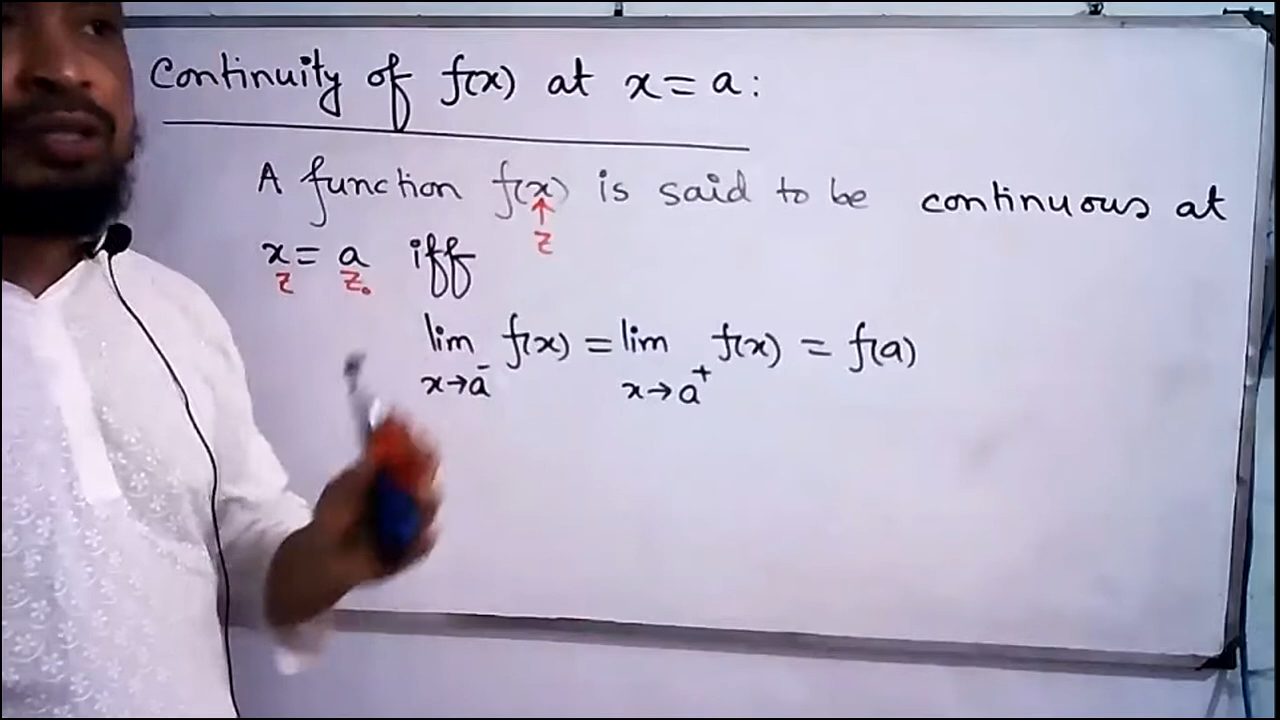 Continuity of f(x) at x = a:
A function f(x) is said to be continuous at
↑
z
x = a iff
z z₀
lim f(x) = lim f(x) = f(a)
x→a⁻ x→a⁺